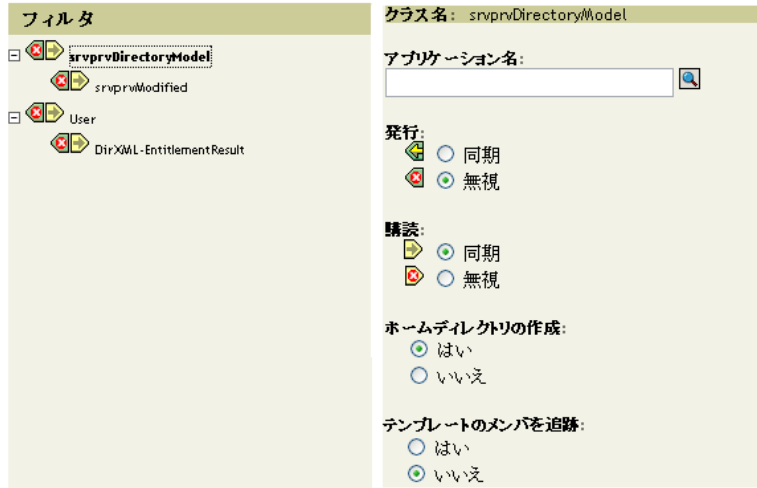 フィルタ
srvprvDirectoryModel
srvprvModified
User
DirXML-EntitlementResult
クラス名: srvprvDirectoryModel
アプリケーション名:
発行:
同期
無視
購読:
同期
無視
ホームディレクトリの作成:
はい
いいえ
テンプレートのメンバを追跡:
はい
いいえ